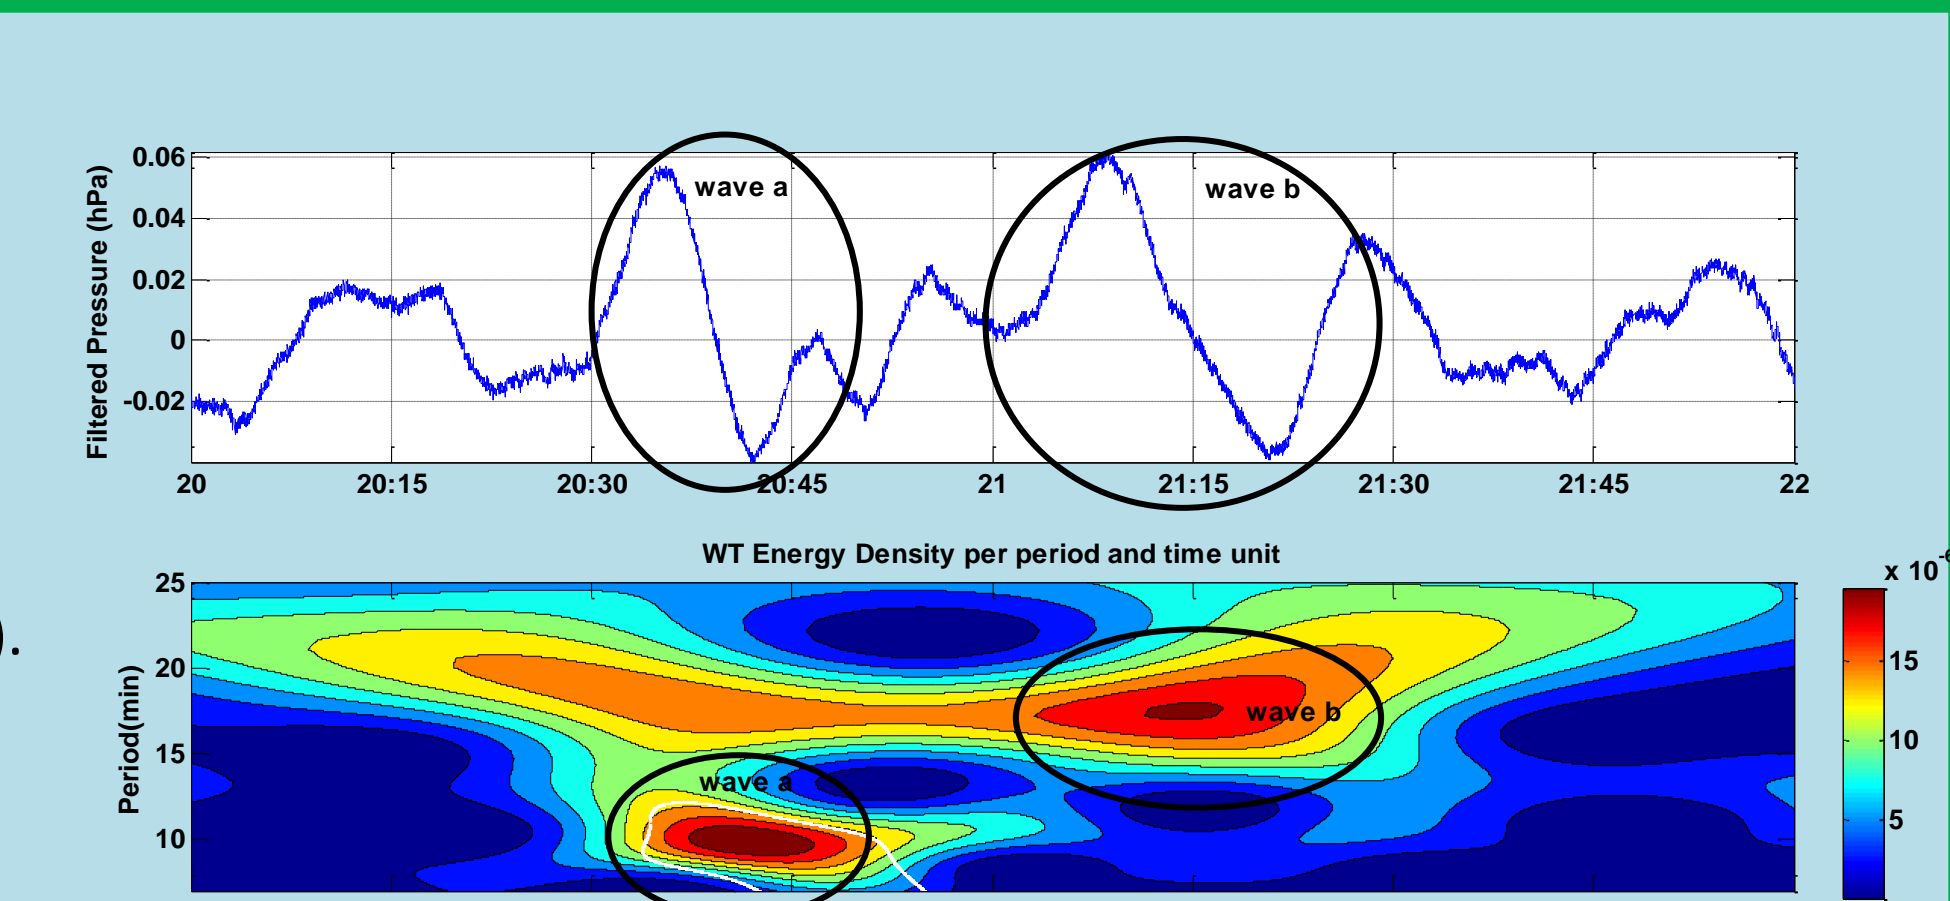 0.06
0.04
0.02
0
-0.02
Filtered Pressure (hPa)
wave a
wave b
20
20:15
20:30
20:45
21
21:15
21:30
21:45
22
WT Energy Density per period and time unit
x 10
25
20
15
10
Period(min)
wave a
wave b
15
10
5
).